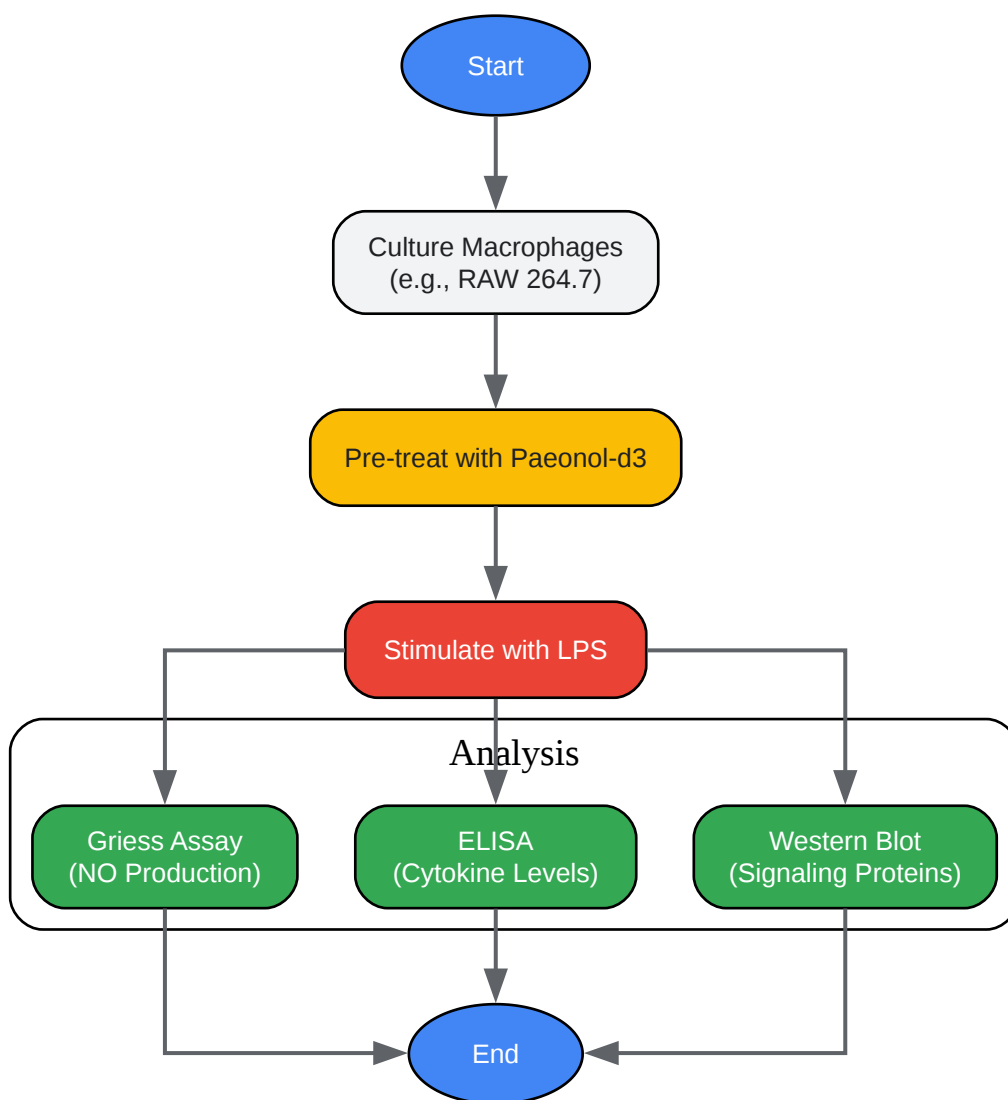 Start
Culture Macrophages
(e.g., RAW 264.7)
Pre-treat with Paeonol-d3
Stimulate with LPS
Analysis
Griess Assay
(NO Production)
ELISA
(Cytokine Levels)
Western Blot
(Signaling Proteins)
End